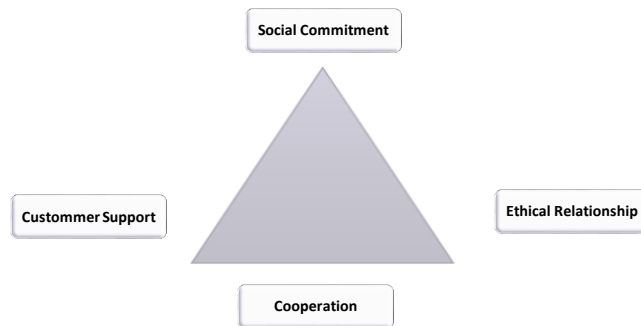 Social Commitment
Custommer Support
Ethical Relationship
Cooperation